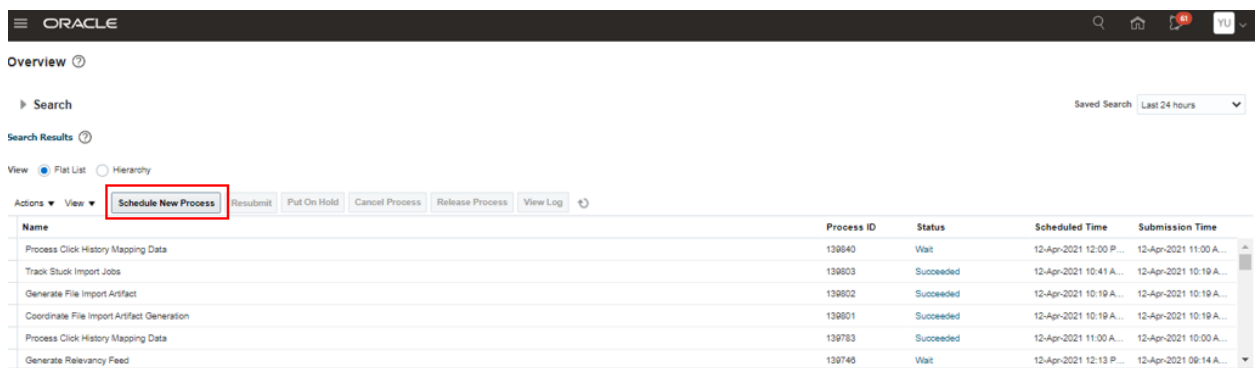 ORACLE 61 YU
Overview ?
Search Saved Search Last 24 hours
Search Results ?
View Flat List Hierarchy
Actions View Schedule New Process Resubmit Put On Hold Cancel Process Release Process View Log
Name Process ID Status Scheduled Time Submission Time
Process Click History Mapping Data 139840 Wait 12-Apr-2021 12:00 P... 12-Apr-2021 11:00 A...
Track Stuck Import Jobs 139803 Succeeded 12-Apr-2021 10:41 A... 12-Apr-2021 10:19 A...
Generate File Import Artifact 139802 Succeeded 12-Apr-2021 10:19 A... 12-Apr-2021 10:19 A...
Coordinate File Import Artifact Generation 139801 Succeeded 12-Apr-2021 10:19 A... 12-Apr-2021 10:19 A...
Process Click History Mapping Data 139783 Succeeded 12-Apr-2021 11:00 A... 12-Apr-2021 10:00 A...
Generate Relevancy Feed 139746 Wait 12-Apr-2021 12:13 P... 12-Apr-2021 09:14 A...